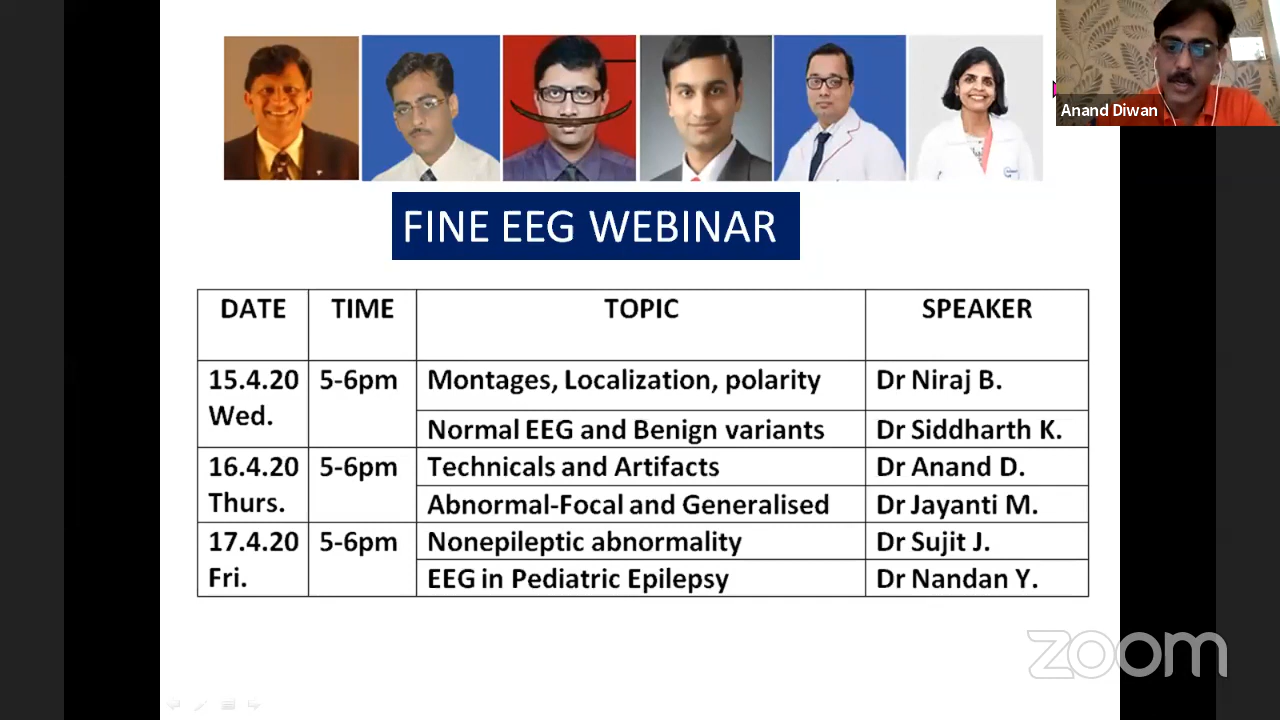 Anand Diwan
FINE EEG WEBINAR
DATE TIME TOPIC SPEAKER
15.4.20 5-6pm Montages, Localization, polarity Dr Niraj B.
Wed. Normal EEG and Benign variants Dr Siddharth K.
16.4.20 5-6pm Technicals and Artifacts Dr Anand D.
Thurs. Abnormal-Focal and Generalised Dr Jayanti M.
17.4.20 5-6pm Nonepileptic abnormality Dr Sujit J.
Fri. EEG in Pediatric Epilepsy Dr Nandan Y.
zoom